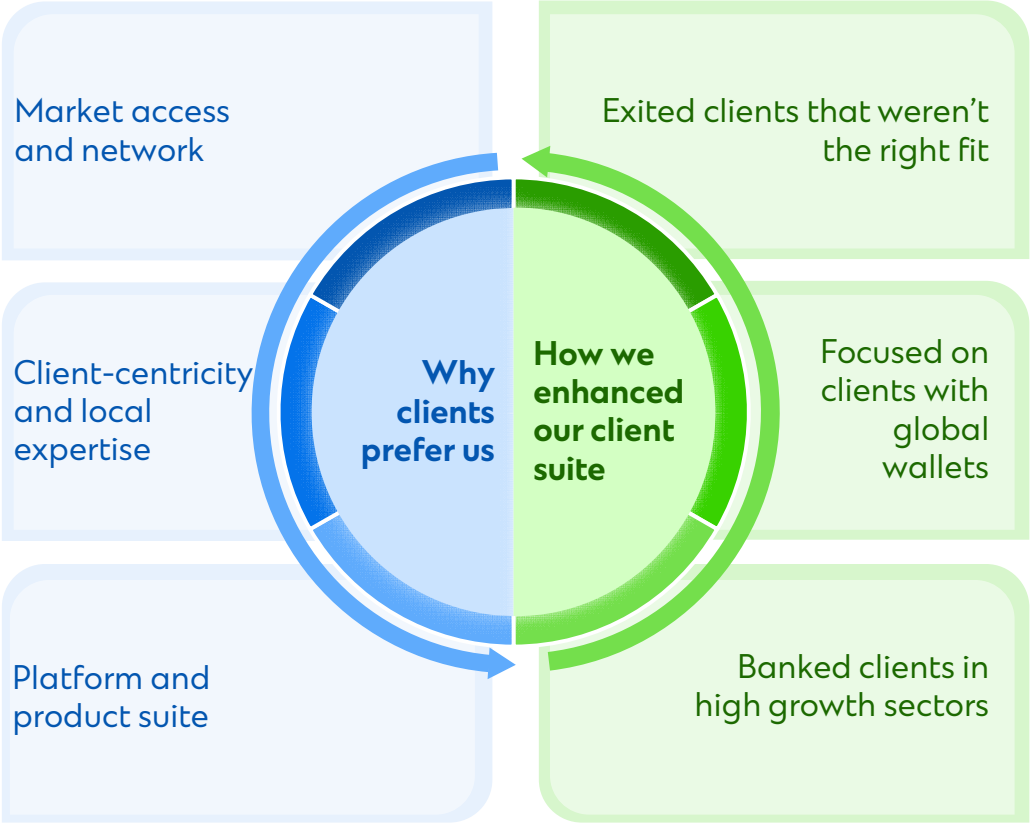 Market access
and network
Client-centricity
and local
expertise
Platform and
product suite
Why
clients
prefer us
How we
enhanced
our client
suite
Exited clients that weren’t
the right fit
Focused on
clients with
global
wallets
Banked clients in
high growth sectors